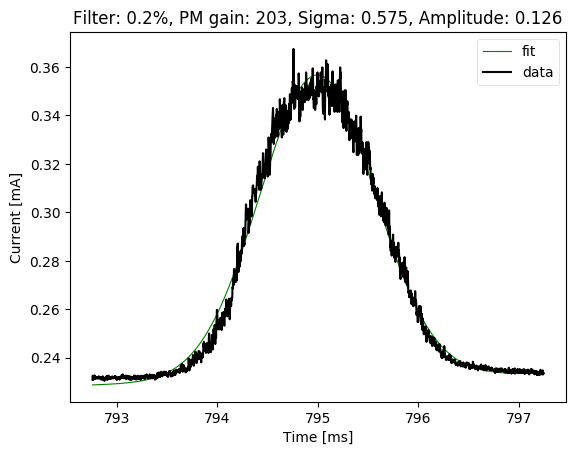 Filter: 0.2%, PM gain: 203, Sigma: 0.575, Amplitude: 0.126
fit
data
0.36
0.34
0.32
0.30
0.28
0.26
0.24
Current [mA]
793 794 795 796 797
Time [ms]